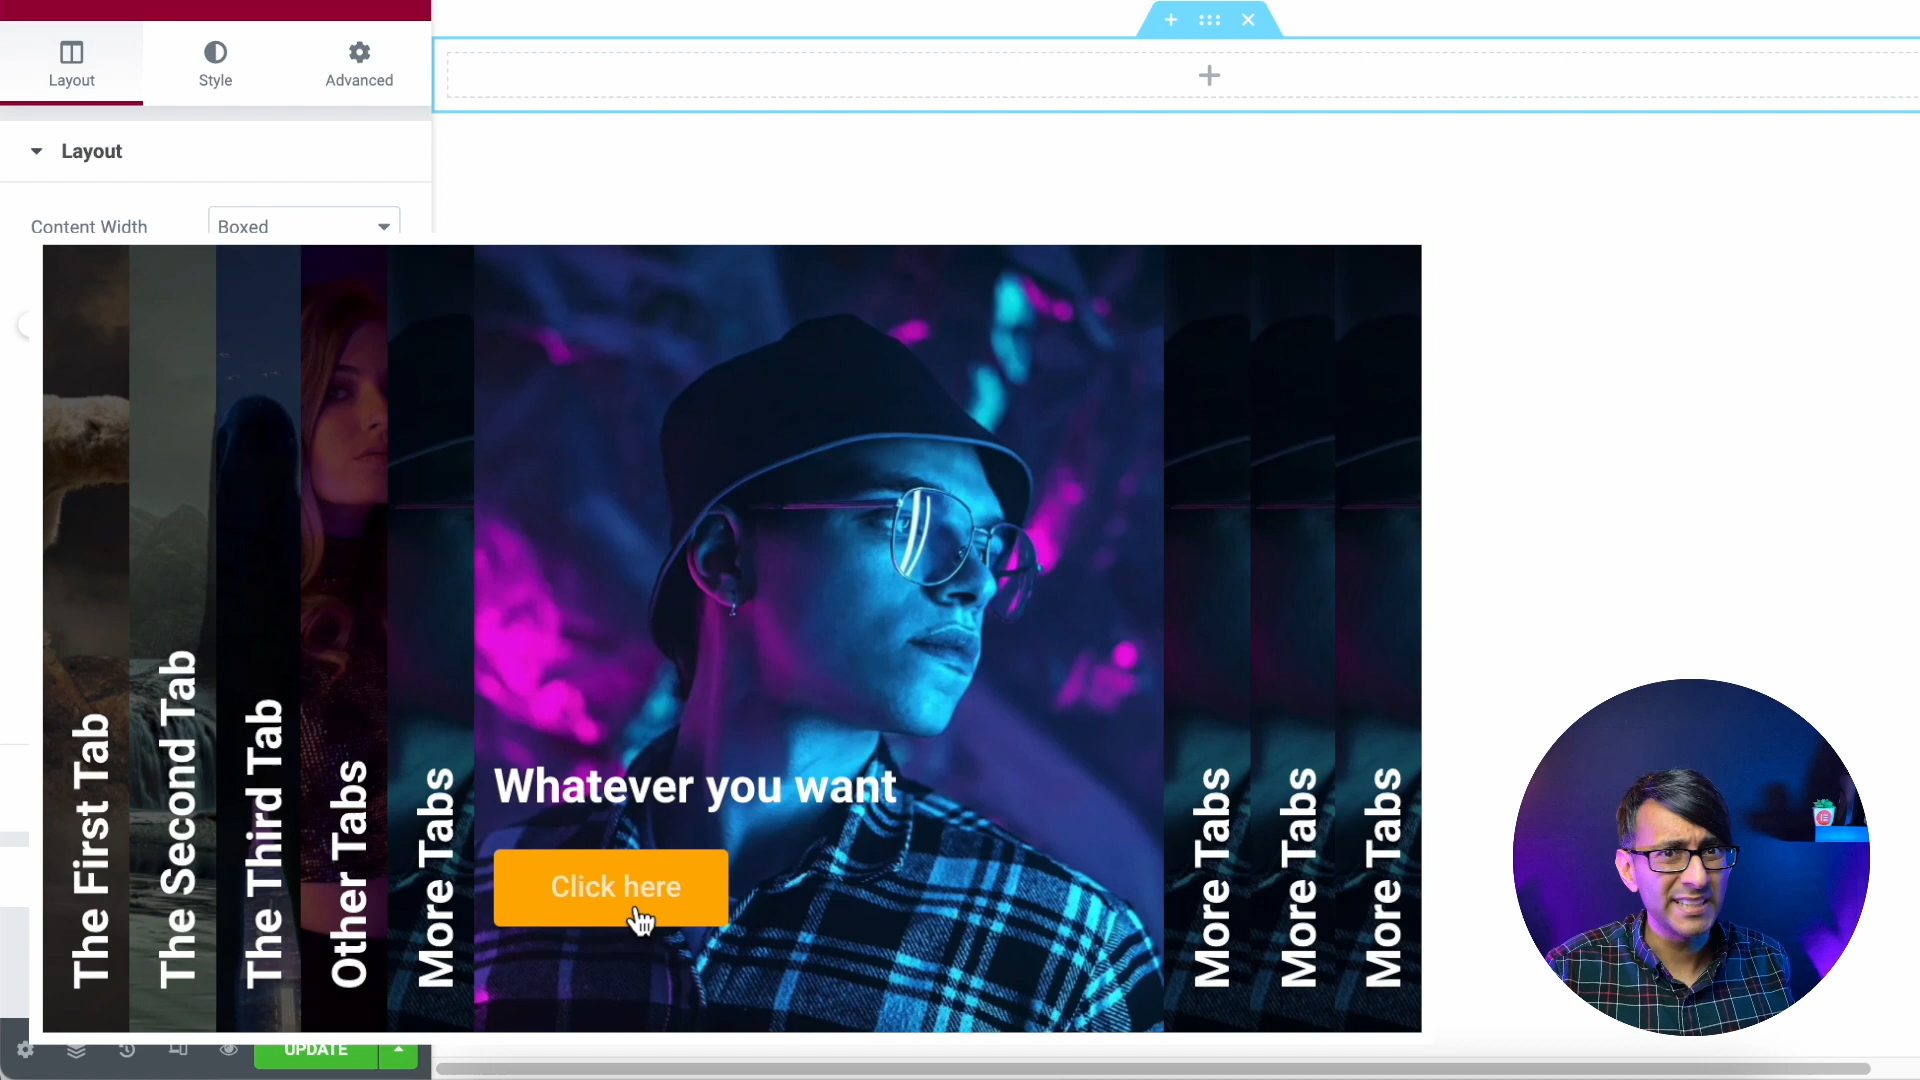 Layout
Style
Advanced
Layout
Content Width
Boxed
The First Tab
The Second Tab
The Third Tab
Other Tabs
More Tabs
Whatever you want
Click here
More Tabs
More Tabs
More Tabs
UPDATE